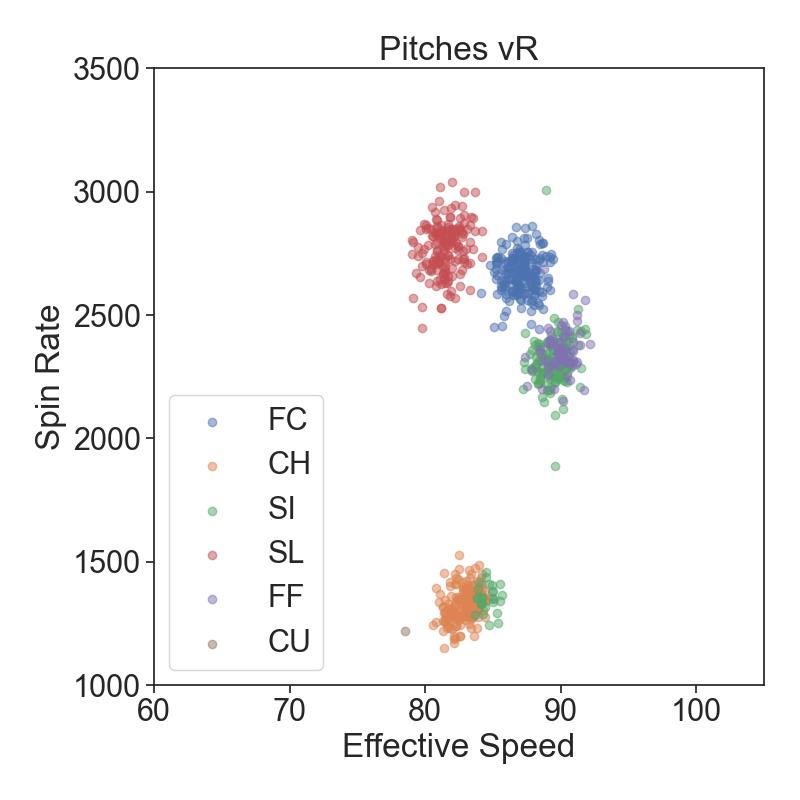 Pitches vR
3500
3000
2500
2000
1500
1000
Spin Rate
FC
CH
SI
SL
FF
CU
60 70 80 90 100
Effective Speed